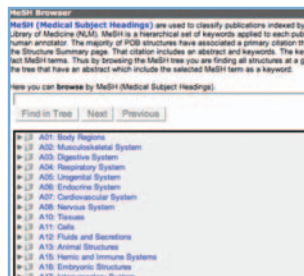 MeSH Browser
MeSH (Medical Subject Headings) are used to classify publications indexed by
Library of Medicine (NLM). MeSH is a hierarchical set of keywords applied to each pub
human annotator. The majority of PDB structures have associated a primary citation th
the Structure Summary page. That citation includes an abstract and keywords. The key
MeSH terms. Thus by browsing the MeSH tree you are finding all structures at a g
the tree that have an abstract which include the selected MeSH term as a keyword.
Here you can browse by MeSH (Medical Subject Headings)
Find in Tree Next Previous
A01: Body Regions
A02: Musculoskeletal System
A03: Digestive System
A04: Respiratory System
A05: Urogenital System
A06: Endocrine System
A07: Cardiovascular System
A08: Nervous System
A10: Tissues
A11: Cells
A12: Fluids and Secretions
A13: Animal Structures
A15: Hemic and Immune Systems
A16: Embryonic Structures